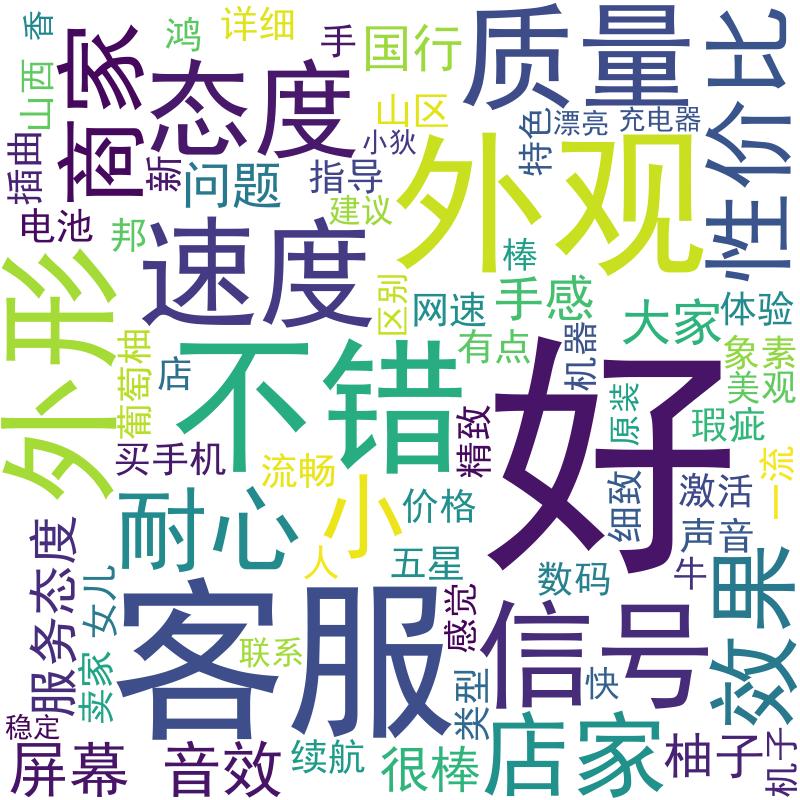 香
鸿
详细
手
国行
质量
性价比
山西
商家
态度
山区
小狄
特色
漂亮
充电器
插曲
新
问题
指导
外观
电池
邦
建议
速度
棒
外形
区别
网速
手感
大家
体验
葡萄柚
店
不错
有点
机器
好
象素
美观
原装
瑕疵
买手机
流畅
精致
一流
耐心
小
价格
细致
激活
声音
服务态度
女儿
人
五星
数码
牛
效果
客服
感觉
信号
卖家
联系
类型
快
稳定
屏幕
音效
续航
很棒
店家
柚子
机子